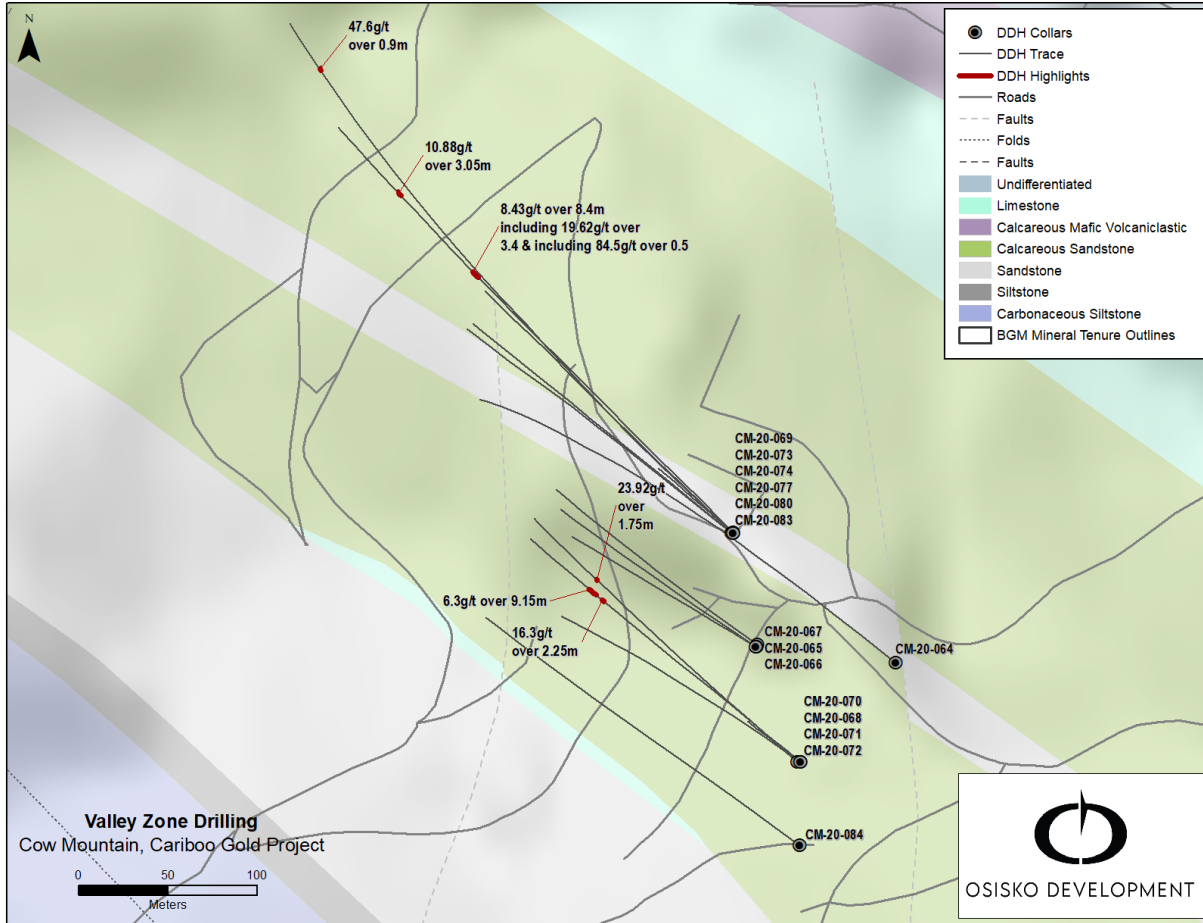 N
47.6g/t
over 0.9m
10.88g/t
over 3.05m
8.43g/t over 8.4m
including 19.62g/t over
3.4 & including 84.5g/t over 0.5
DDH Collars
DDH Trace
DDH Highlights
Roads
Faults
Folds
Faults
Undifferentiated
Limestone
Calcareous Mafic Volcaniclastic
Calcareous Sandstone
Sandstone
Siltstone
Carbonaceous Siltstone
BGM Mineral Tenure Outlines
CM-20-069
CM-20-073
CM-20-074
CM-20-077
CM-20-080
CM-20-083
23.92g/t
over
1.75m
6.3g/t over 9.15m
16.3g/t
over 2.25m
CM-20-067
CM-20-065
CM-20-066
CM-20-064
CM-20-070
CM-20-068
CM-20-071
CM-20-072
CM-20-084
Valley Zone Drilling
Cow Mountain, Cariboo Gold Project
0 50 100
Meters
OSISKO DEVELOPMENT